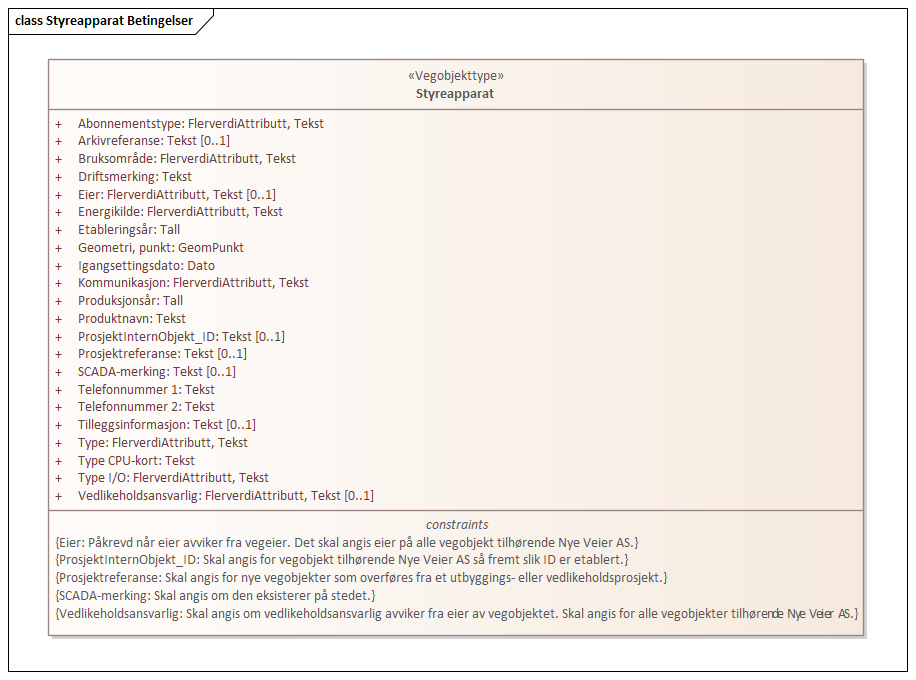 class Styreapparat Betingelser
«Vegobjekttype»
Styreapparat
+ Abonnementstype: FlerverdiAttributt, Tekst
+ Arkivreferanse: Tekst [0..1]
+ Bruksområde: FlerverdiAttributt, Tekst
+ Driftsmerking: Tekst
+ Eier: FlerverdiAttributt, Tekst [0..1]
+ Energikilde: FlerverdiAttributt, Tekst
+ Etableringsår: Tall
+ Geometri, punkt: GeomPunkt
+ Igangsettingsdato: Dato
+ Kommunikasjon: FlerverdiAttributt, Tekst
+ Produksjonsår: Tall
+ Produktnavn: Tekst
+ ProsjektInternObjekt_ID: Tekst [0..1]
+ Prosjektreferanse: Tekst [0..1]
+ SCADA-merking: Tekst [0..1]
+ Telefonnummer 1: Tekst
+ Telefonnummer 2: Tekst
+ Tilleggsinformasjon: Tekst [0..1]
+ Type: FlerverdiAttributt, Tekst
+ Type CPU-kort: Tekst
+ Type I/O: FlerverdiAttributt, Tekst
+ Vedlikeholdsansvarlig: FlerverdiAttributt, Tekst [0..1]
constraints
{Eier: Påkrevd når eier avviker fra vegeier. Det skal angis eier på alle vegobjekt tilhørende Nye Veier AS.}
{ProsjektInternObjekt_ID: Skal angis for vegobjekt tilhørende Nye Veier AS så fremt slik ID er etablert.}
{Prosjektreferanse: Skal angis for nye vegobjekter som overføres fra et utbyggings- eller vedlikeholdsprosjekt.}
{SCADA-merking: Skal angis om den eksisterer på stedet.}
{Vedlikeholdsansvarlig: Skal angis om vedlikeholdsansvarlig avviker fra eier av vegobjektet. Skal angis for alle vegobjekter tilhørende Nye Veier AS.}